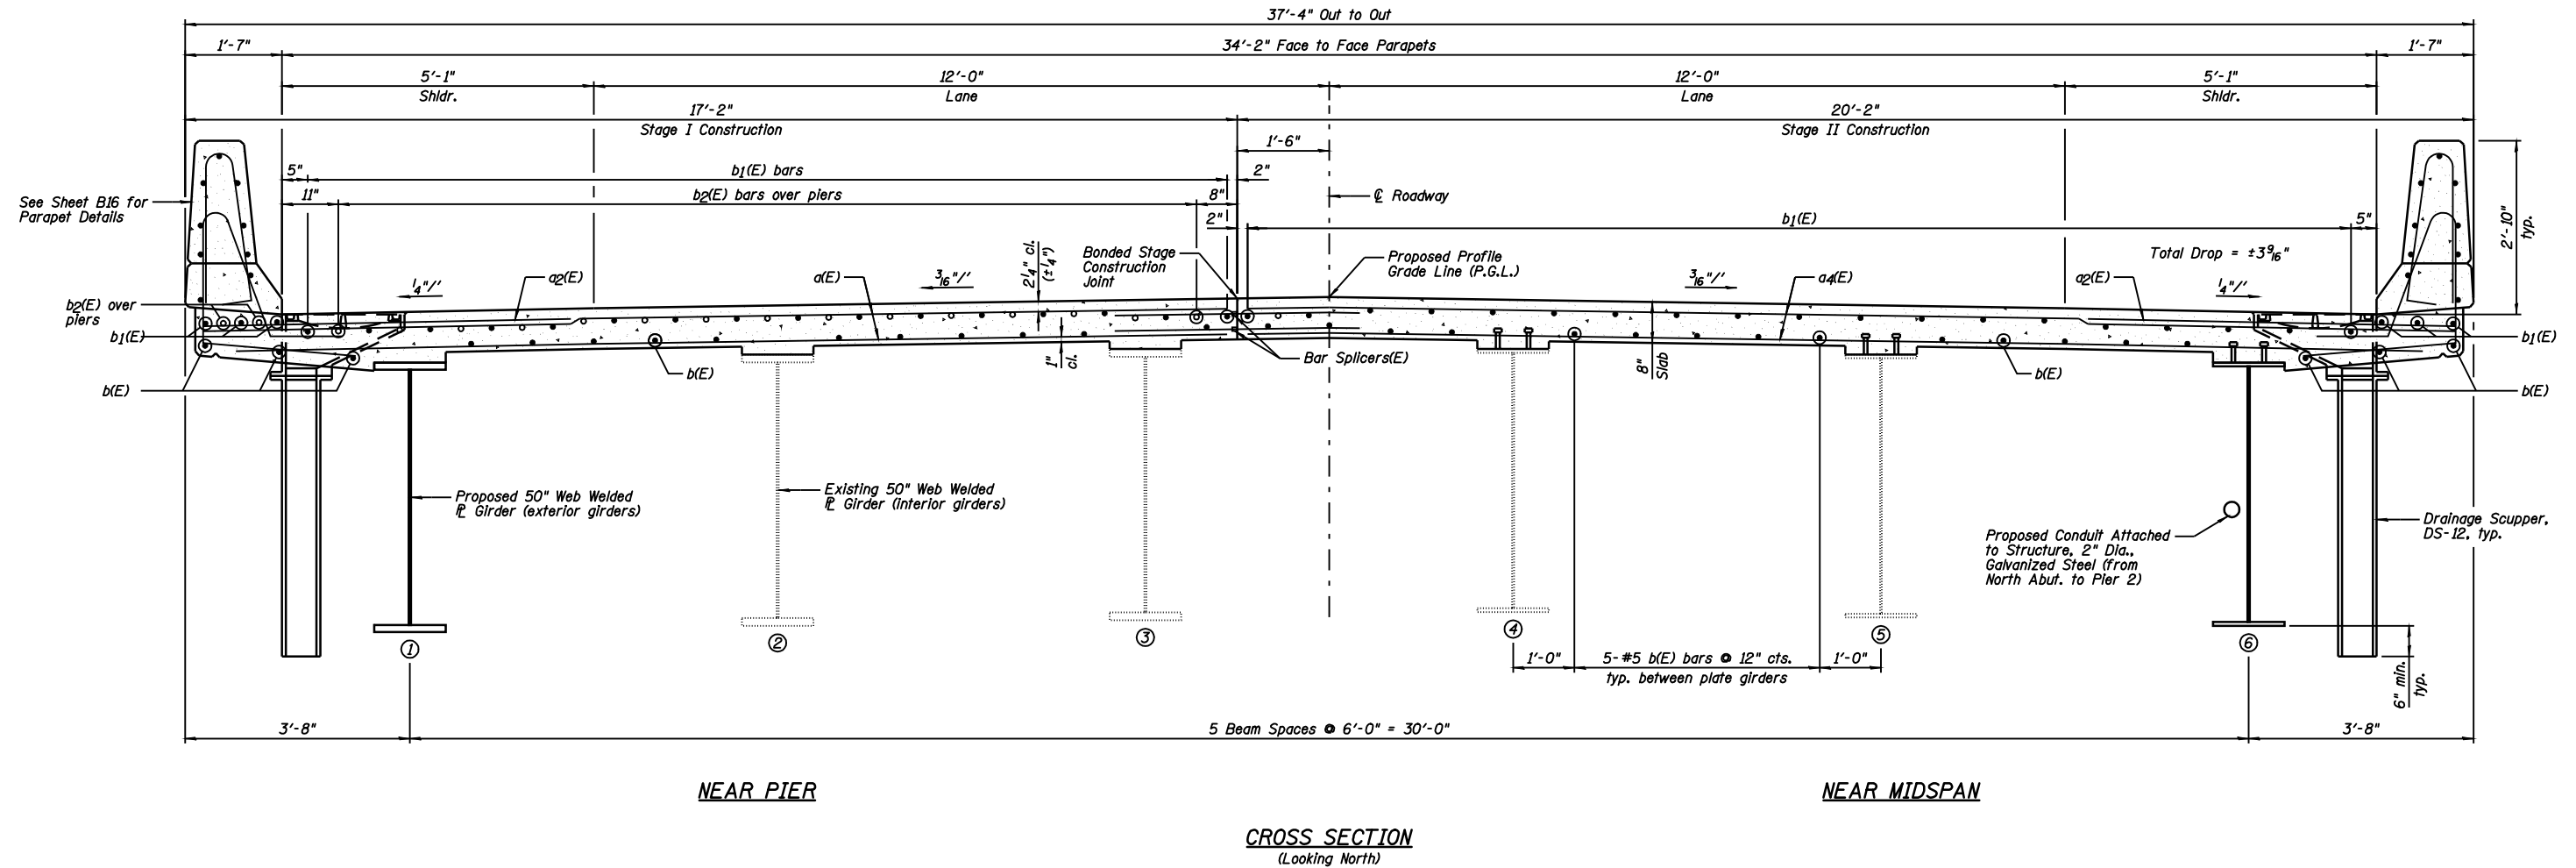 37'-4" Out to Out
1'-7"
34'-2" Face to Face Parapets
1'-7"
5'-1"
12'-0"
12'-0"
5'-1"
Shldr.
Lane
Lane
Shldr.
17'-2"
20'-2"
Stage I Construction
Stage II Construction
1'-6"
5"
b1(E) bars
2"
11"
b2(E) bars over piers
8"
℄ Roadway
See Sheet B16 for
Parapet Details
2"
b1(E)
5"
2'-10"
typ.
2¼" cl.
(±¼")
Bonded Stage
Construction
Joint
Proposed Profile
Grade Line (P.G.L.)
Total Drop = ±3 9/16"
¼"/'
a2(E)
a(E)
3/16"/'
3/16"/'
a4(E)
a2(E)
¼"/'
b2(E) over
piers
b1(E)
b1(E)
1"
cl.
Bar Splicers(E)
8"
Slab
b(E)
b(E)
b(E)
b(E)
Proposed 50" Web Welded
℄ Girder (exterior girders)
Existing 50" Web Welded
℄ Girder (interior girders)
Proposed Conduit Attached
to Structure, 2" Dia.,
Galvanized Steel (from
North Abut. to Pier 2)
Drainage Scupper,
DS-12, typ.
1
2
3
4
5
6
1'-0"
5-#5 b(E) bars @ 12" cts.
1'-0"
typ. between plate girders
6" min.
typ.
3'-8"
5 Beam Spaces @ 6'-0" = 30'-0"
3'-8"
NEAR PIER
NEAR MIDSPAN
CROSS SECTION
(Looking North)